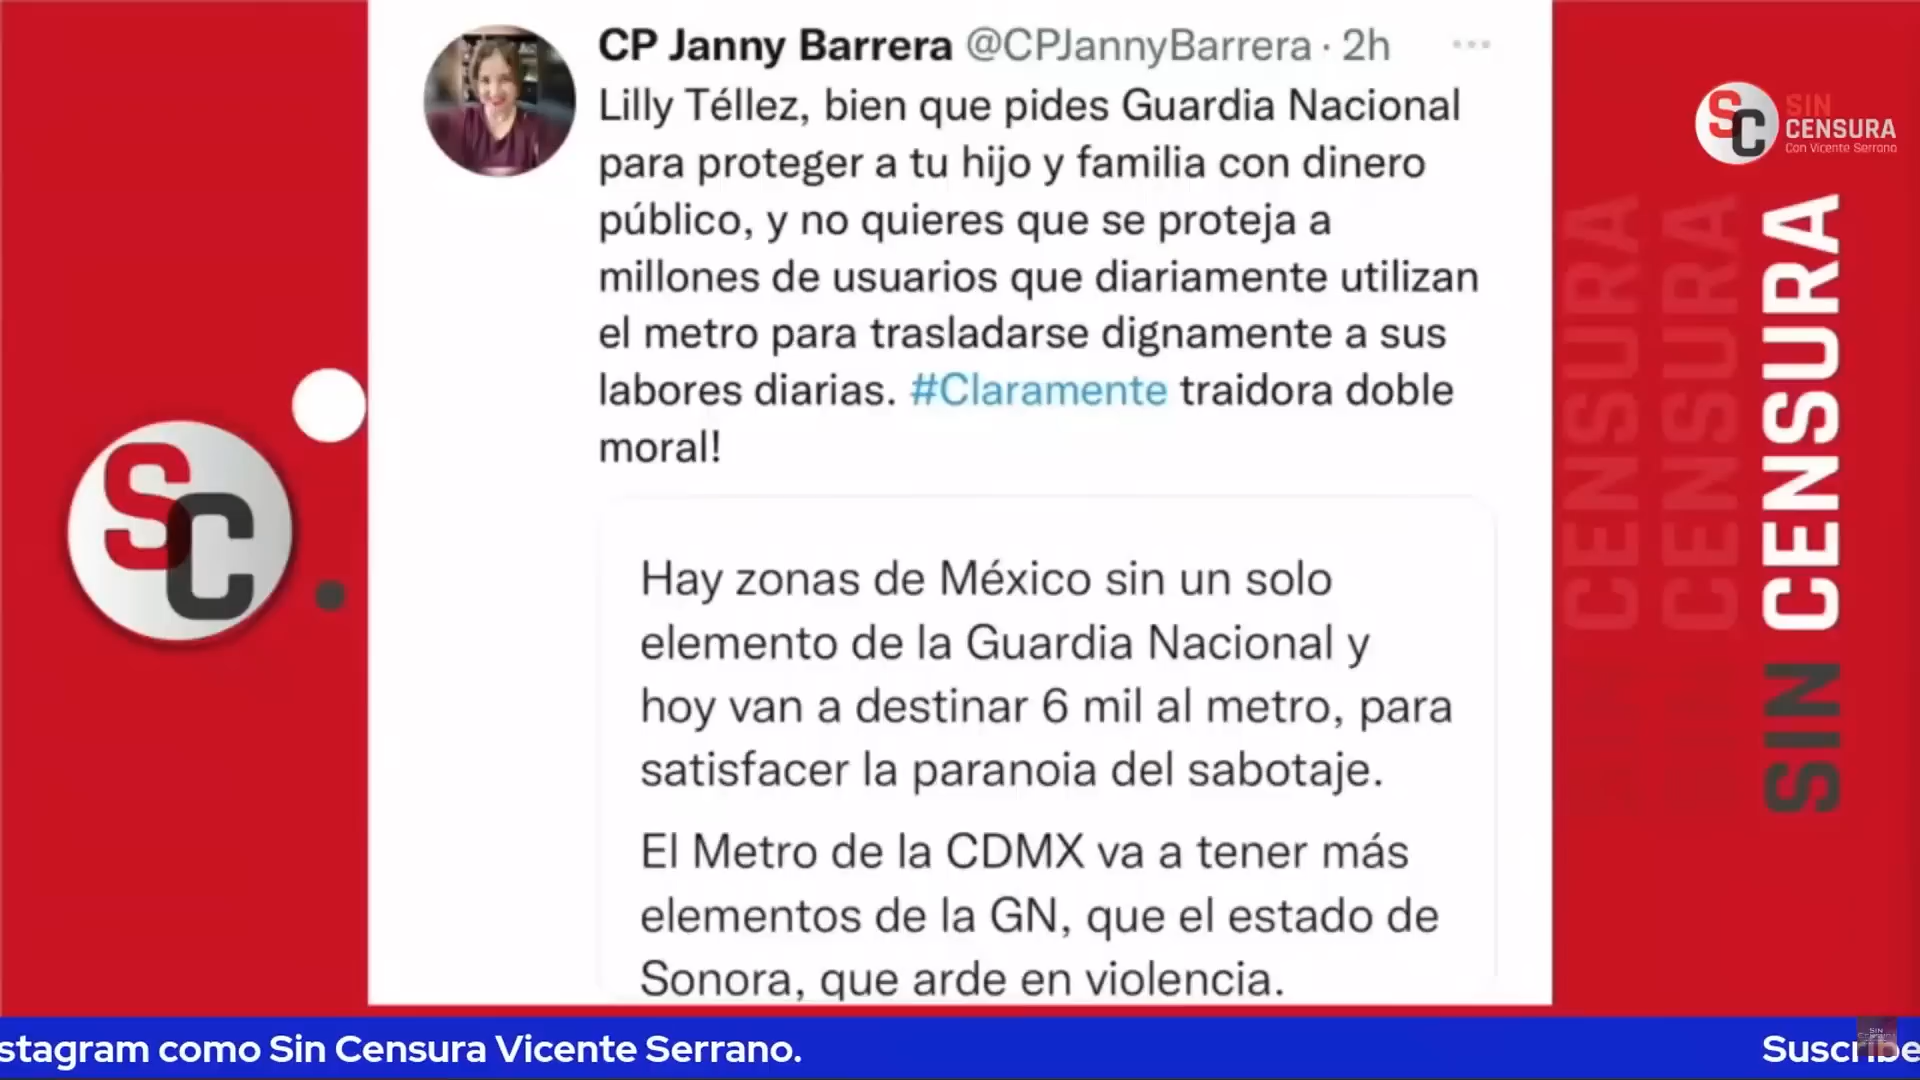 CP Janny Barrera @CPJannyBarrera · 2h
Lilly Téllez, bien que pides Guardia Nacional
para proteger a tu hijo y familia con dinero
público, y no quieres que se proteja a
millones de usuarios que diariamente utilizan
el metro para trasladarse dignamente a sus
labores diarias. #Claramente traidora doble
moral!
Hay zonas de México sin un solo
elemento de la Guardia Nacional y
hoy van a destinar 6 mil al metro, para
satisfacer la paranoia del sabotaje.
El Metro de la CDMX va a tener más
elementos de la GN, que el estado de
Sonora, que arde en violencia.
SC
SC
SIN
CENSURA
Con Vicente Serrano
SIN CENSURA
CENSURA
CENSURA
stagram como Sin Censura Vicente Serrano.
Suscribe